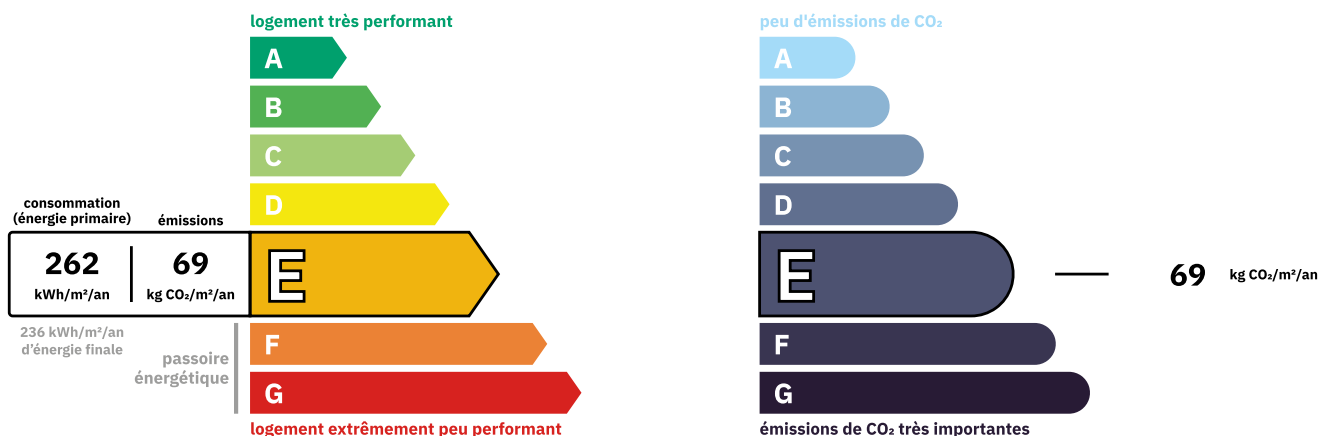 logement très performant
A
B
C
D
consommation
(énergie primaire)
émissions
262
kWh/m²/an
69
kg CO₂/m²/an
E
236 kWh/m²/an
d'énergie finale
passoire
énergétique
F
G
logement extrêmement peu performant
peu d'émissions de CO₂
A
B
C
D
E
69
kg CO₂/m²/an
F
G
émissions de CO₂ très importantes